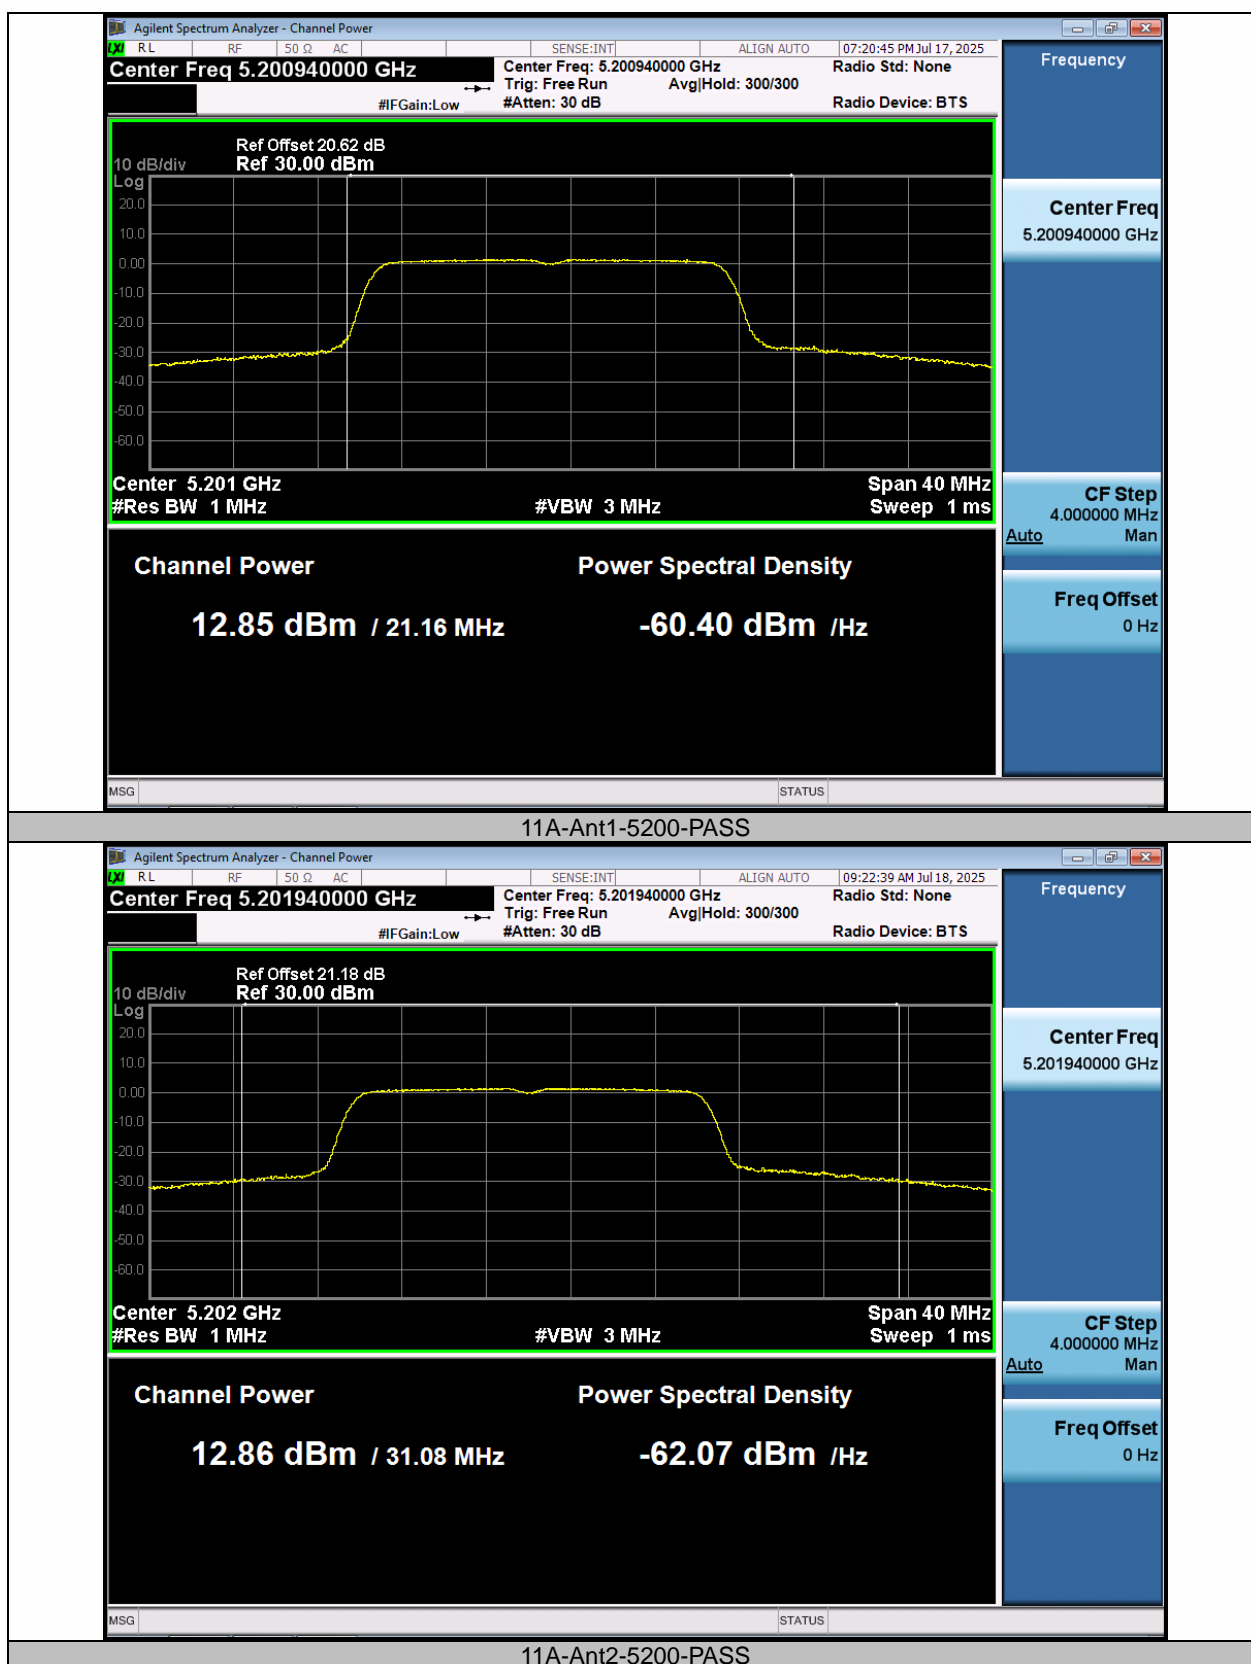 Agilent Spectrum Analyzer - Channel Power
LXI RL RF 50 Ω AC SENSE:INT ALIGN AUTO 07:20:45 PM Jul 17, 2025
Center Freq 5.200940000 GHz
Center Freq: 5.200940000 GHz
Radio Std: None
Trig: Free Run Avg|Hold: 300/300
#IFGain:Low #Atten: 30 dB Radio Device: BTS
Frequency
Ref Offset 20.62 dB
10 dB/div Ref 30.00 dBm
Log
20.0
10.0
0.00
-10.0
-20.0
-30.0
-40.0
-50.0
-60.0
Center Freq
5.200940000 GHz
Center 5.201 GHz Span 40 MHz
#Res BW 1 MHz #VBW 3 MHz Sweep 1 ms
CF Step
4.000000 MHz
Auto Man
Channel Power Power Spectral Density
12.85 dBm / 21.16 MHz -60.40 dBm /Hz
Freq Offset
0 Hz
MSG STATUS
11A-Ant1-5200-PASS
Agilent Spectrum Analyzer - Channel Power
LXI RL RF 50 Ω AC SENSE:INT ALIGN AUTO 09:22:39 AM Jul 18, 2025
Center Freq 5.201940000 GHz
Center Freq: 5.201940000 GHz
Radio Std: None
Trig: Free Run Avg|Hold: 300/300
#IFGain:Low #Atten: 30 dB Radio Device: BTS
Frequency
Ref Offset 21.18 dB
10 dB/div Ref 30.00 dBm
Log
20.0
10.0
0.00
-10.0
-20.0
-30.0
-40.0
-50.0
-60.0
Center Freq
5.201940000 GHz
Center 5.202 GHz Span 40 MHz
#Res BW 1 MHz #VBW 3 MHz Sweep 1 ms
CF Step
4.000000 MHz
Auto Man
Channel Power Power Spectral Density
12.86 dBm / 31.08 MHz -62.07 dBm /Hz
Freq Offset
0 Hz
MSG STATUS
11A-Ant2-5200-PASS